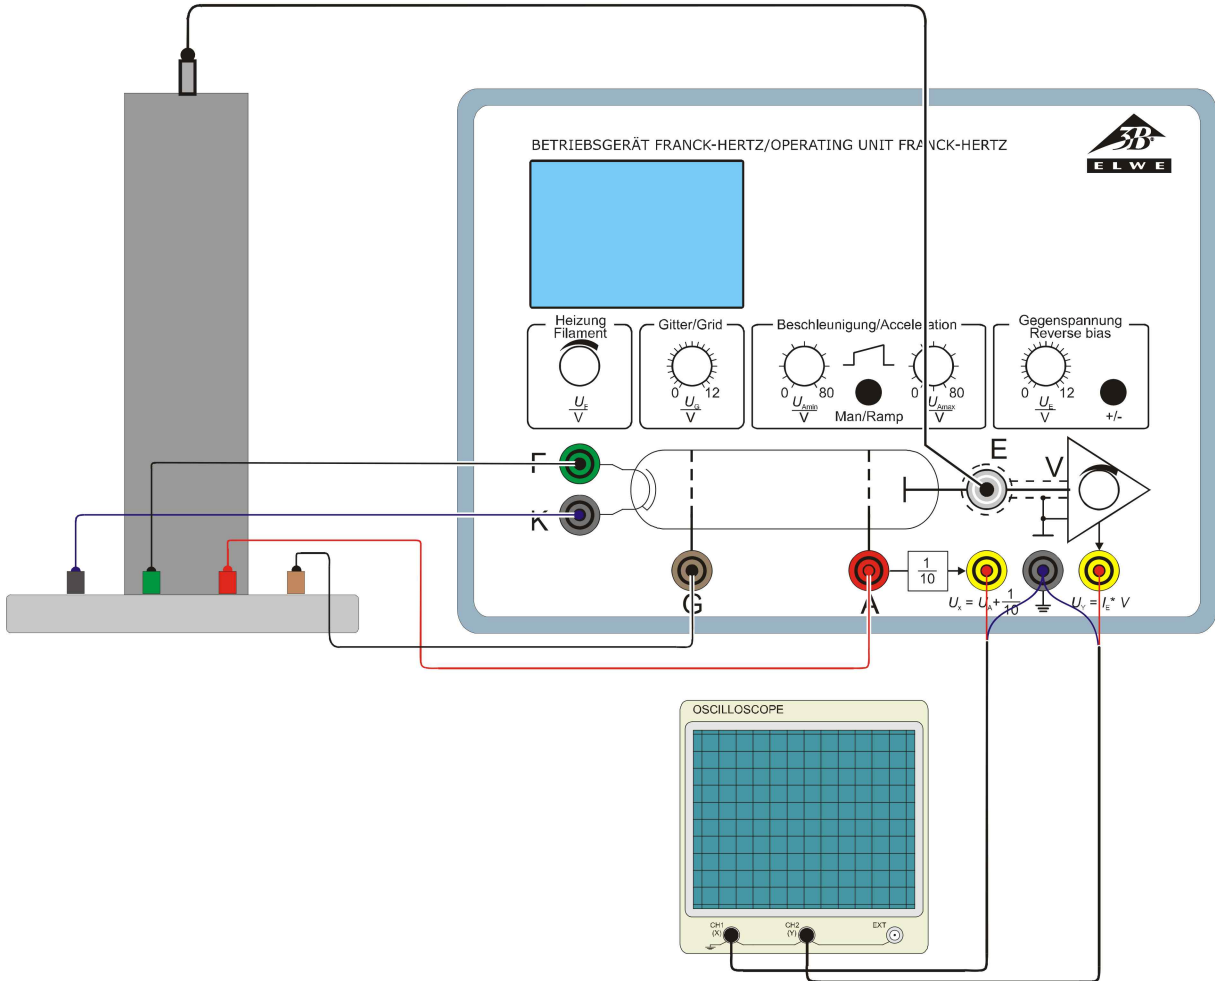 BETRIEBSGERÄT FRANCK-HERTZ/OPERATING UNIT FRANCK-HERTZ
3B®
ELWE
Heizung
Filament
U_F
V
Gitter/Grid
0 12
U_G
V
Beschleunigung/Acceleration
0 80
U_Amin
V
Man/Ramp
0 80
U_Amax
V
Gegenspannung
Reverse bias
0 12
U_E
V
+/-
F
K
E
V
G
A
1
10
U_X = U_A + 1
10
U_Y = I_E * V
OSCILLOSCOPE
CH1
(X)
CH2
(Y)
EXT